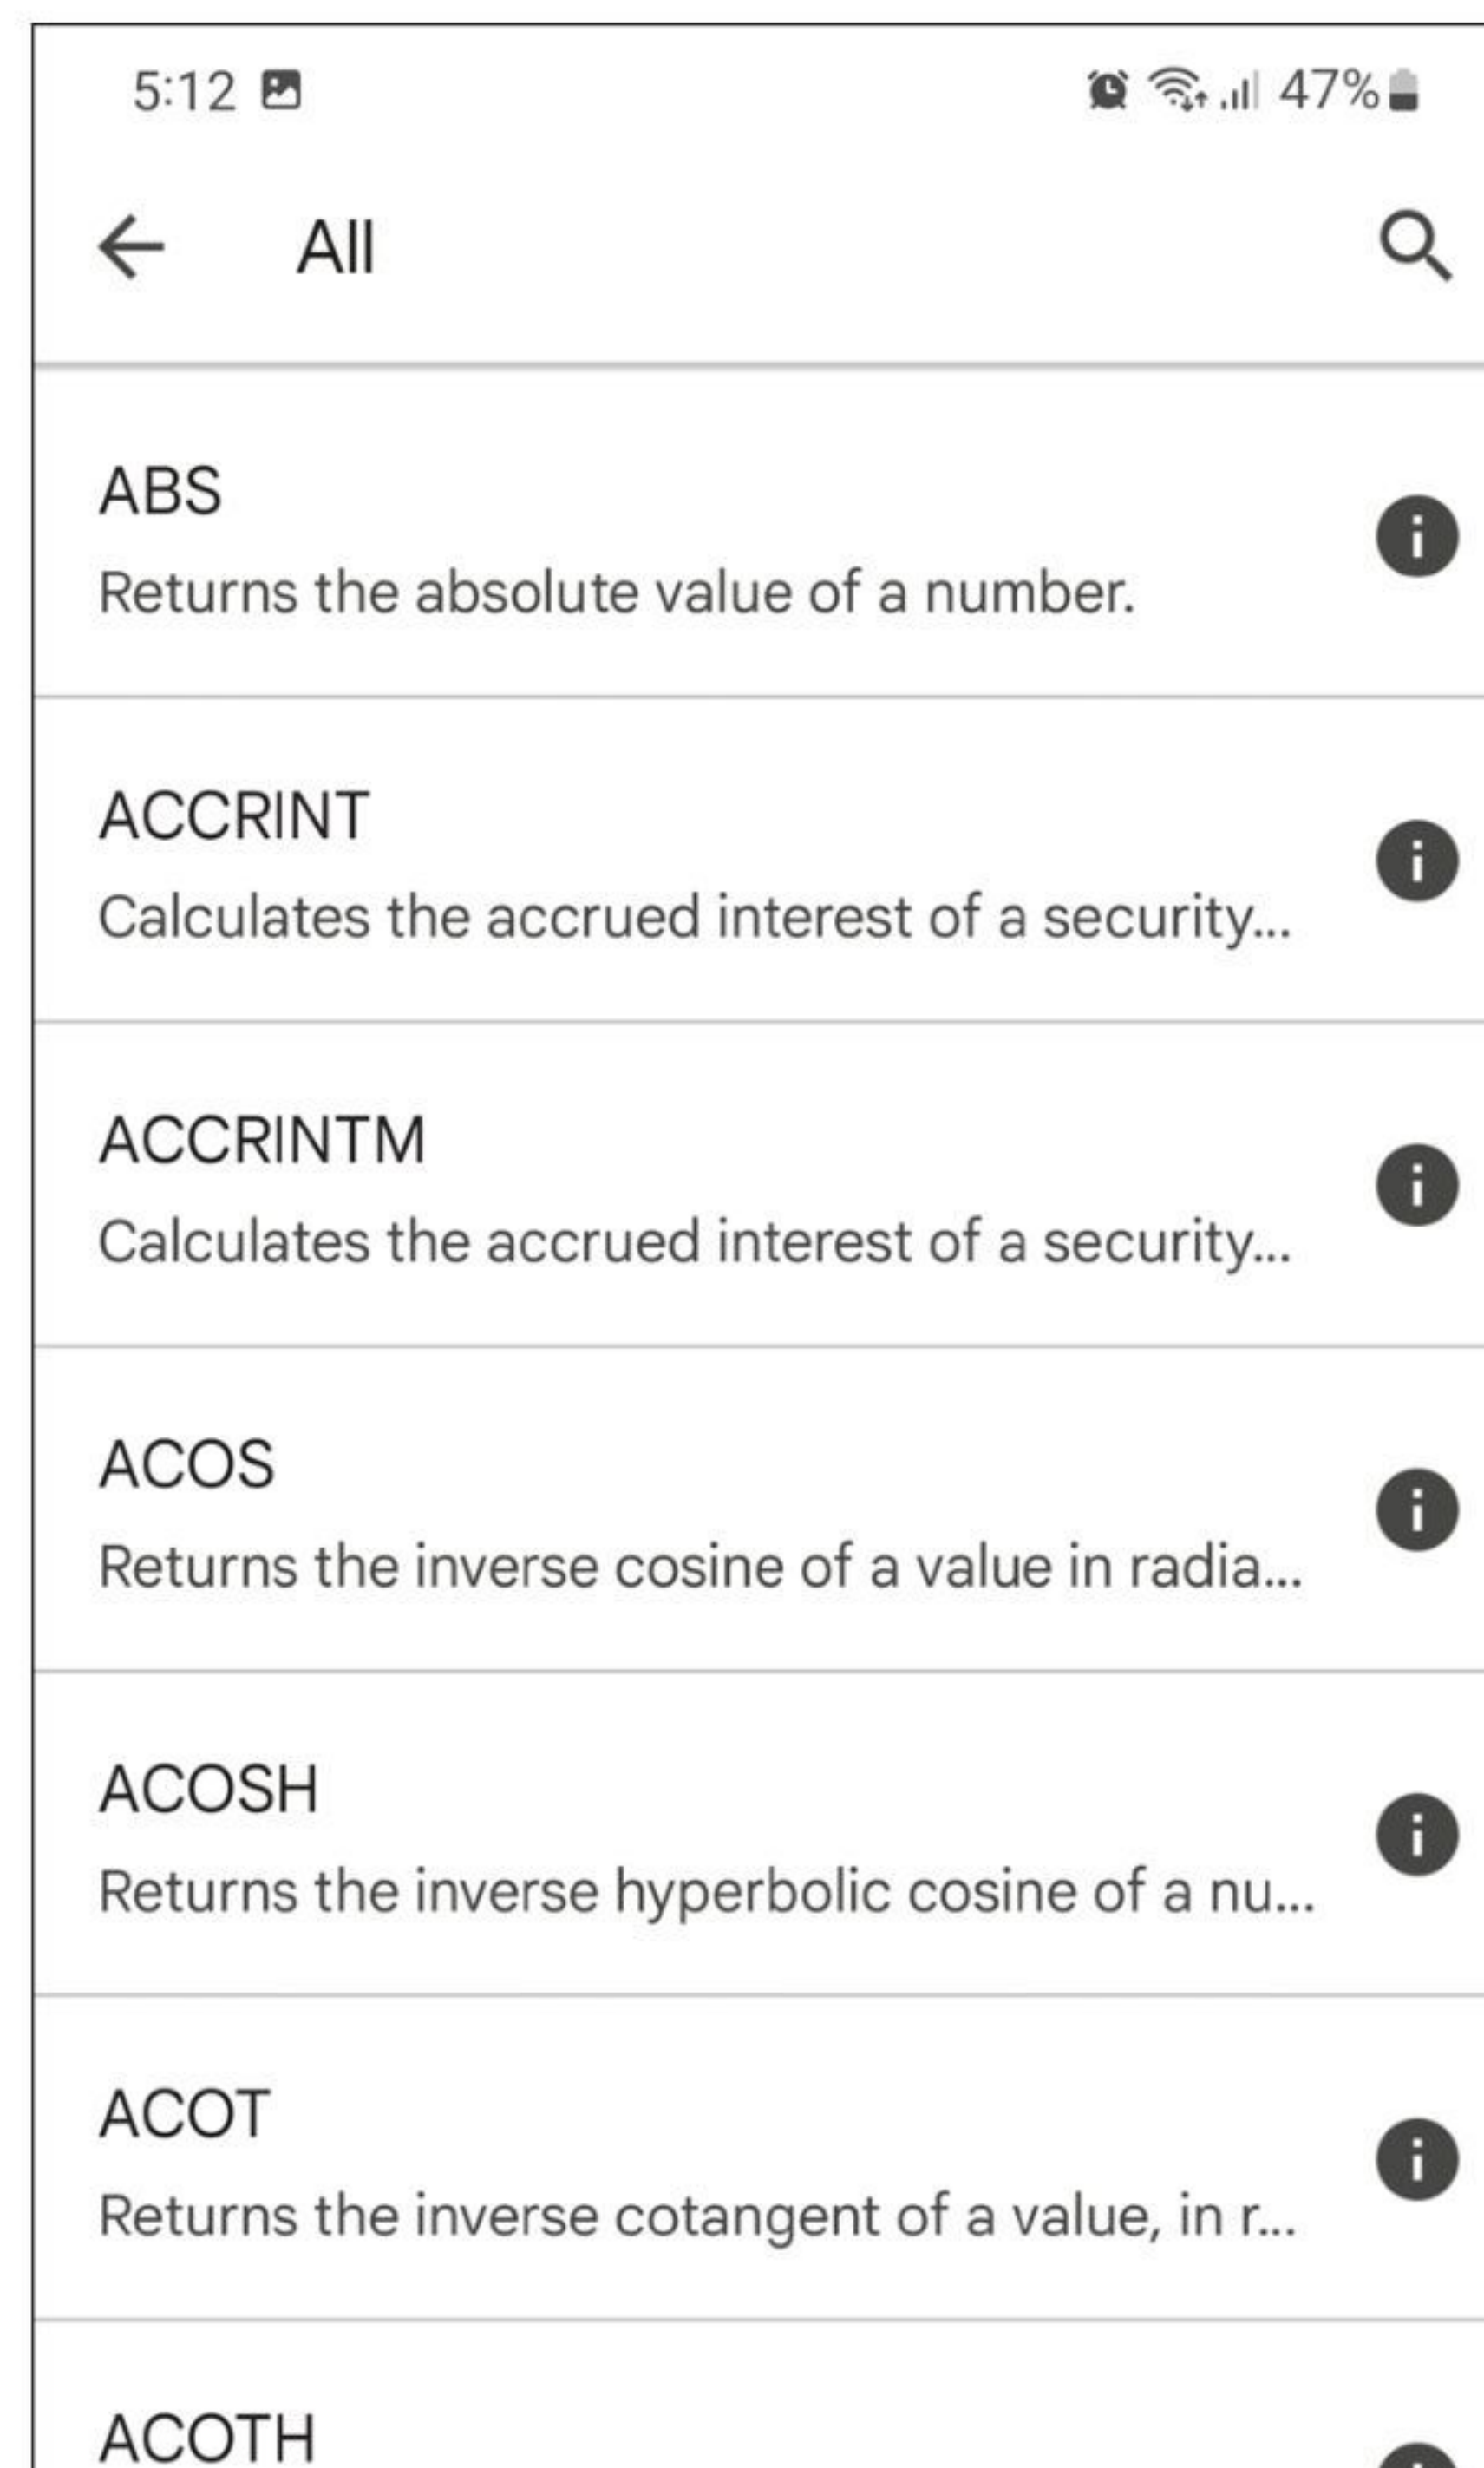 5:12 47%
All
ABS
Returns the absolute value of a number.
ACCRINT
Calculates the accrued interest of a security...
ACCRINTM
Calculates the accrued interest of a security...
ACOS
Returns the inverse cosine of a value in radia...
ACOSH
Returns the inverse hyperbolic cosine of a nu...
ACOT
Returns the inverse cotangent of a value, in r...
ACOTH